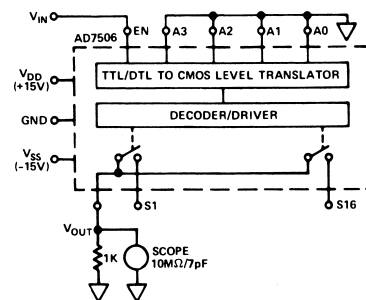 VIN
AD7506
EN
A3
A2
A1
A0
VDD
(+15V)
TTL/DTL TO CMOS LEVEL TRANSLATOR
GND
DECODER/DRIVER
VSS
(-15V)
S1
S16
VOUT
1K
SCOPE
10MΩ/7pF